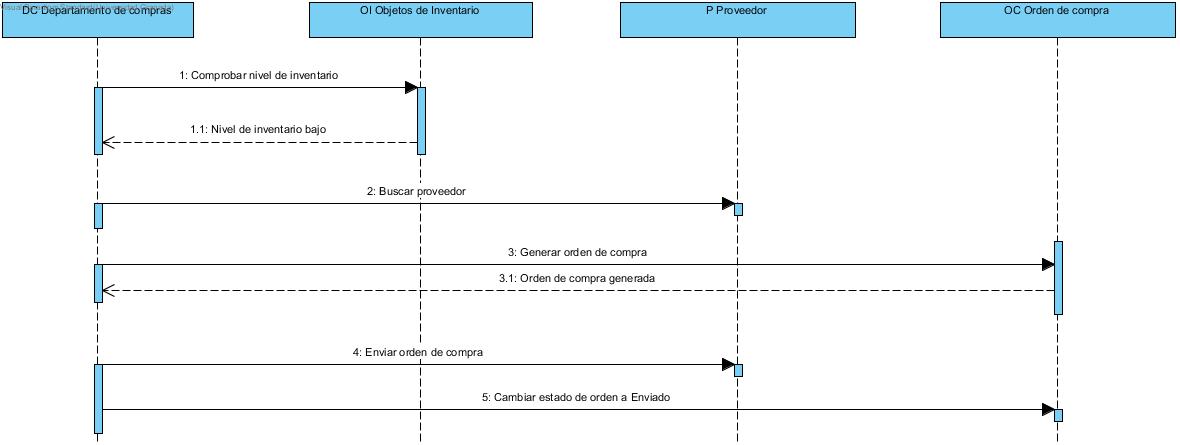 DC Departamento de compras
OI Objetos de Inventario
P Proveedor
OC Orden de compra
1: Comprobar nivel de inventario
1.1: Nivel de inventario bajo
2: Buscar proveedor
3: Generar orden de compra
3.1: Orden de compra generada
4: Enviar orden de compra
5: Cambiar estado de orden a Enviado